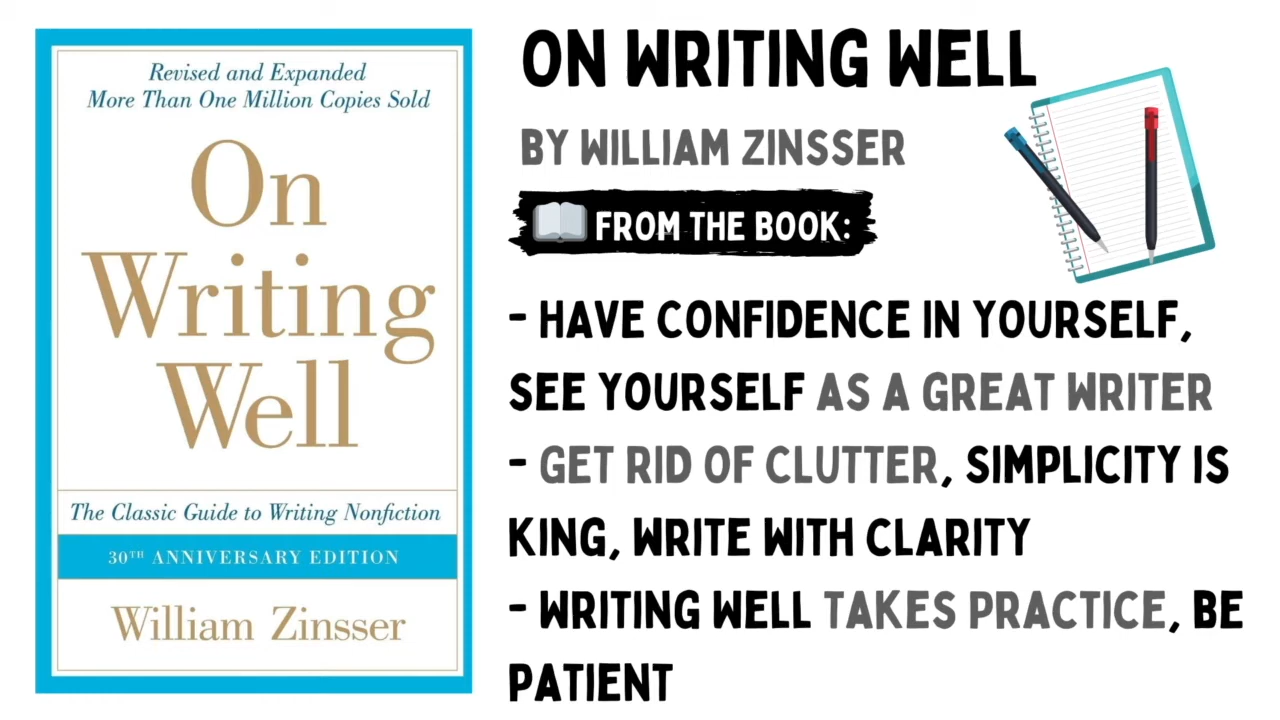 Revised and Expanded
More Than One Million Copies Sold
On
Writing
Well
The Classic Guide to Writing Nonfiction
30TH ANNIVERSARY EDITION
William Zinsser
ON WRITING WELL
BY WILLIAM ZINSSER
FROM THE BOOK:
- HAVE CONFIDENCE IN YOURSELF,
SEE YOURSELF AS A GREAT WRITER
- GET RID OF CLUTTER, SIMPLICITY IS
KING, WRITE WITH CLARITY
- WRITING WELL TAKES PRACTICE, BE
PATIENT